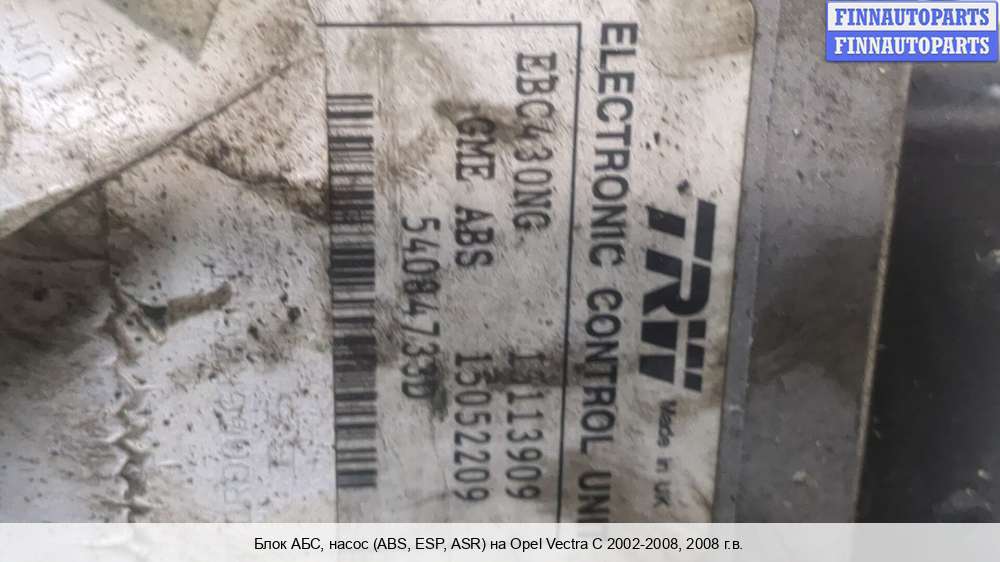 FINNAUTOPARTS
FINNAUTOPARTS
TRW Made in UK
ELECTRONIC CONTROL UNI
EBC430NG 13113909
GME ABS 15052209
54084733D
Блок АБС, насос (ABS, ESP, ASR) на Opel Vectra C 2002-2008, 2008 г.в.